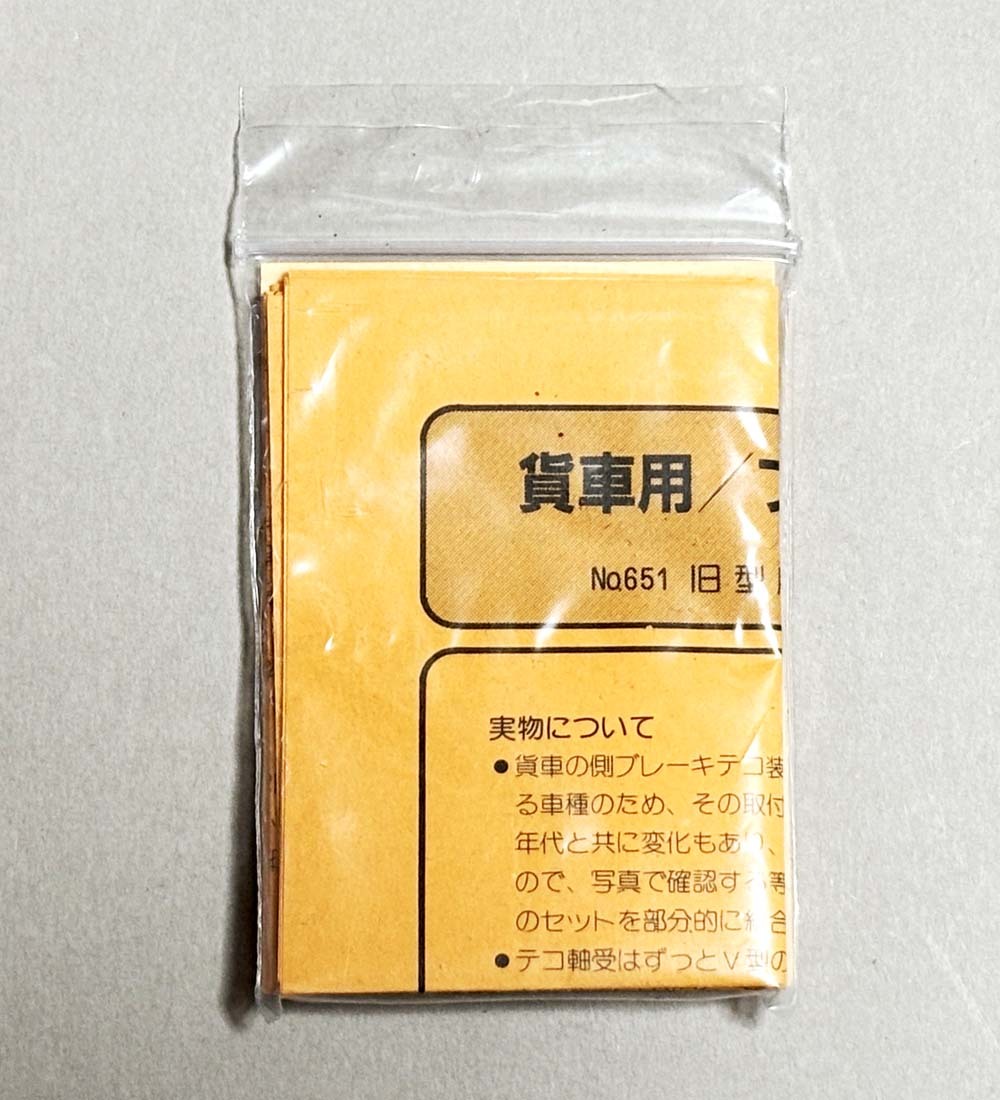 貨車用／ブ
No.651 旧型
実物について
●貨車の側ブレーキテコ装
る車種のため、その取付
年代と共に変化もあり、
ので、写真で確認する等
のセットを部分的に組合
●テコ軸受はずっとV型の